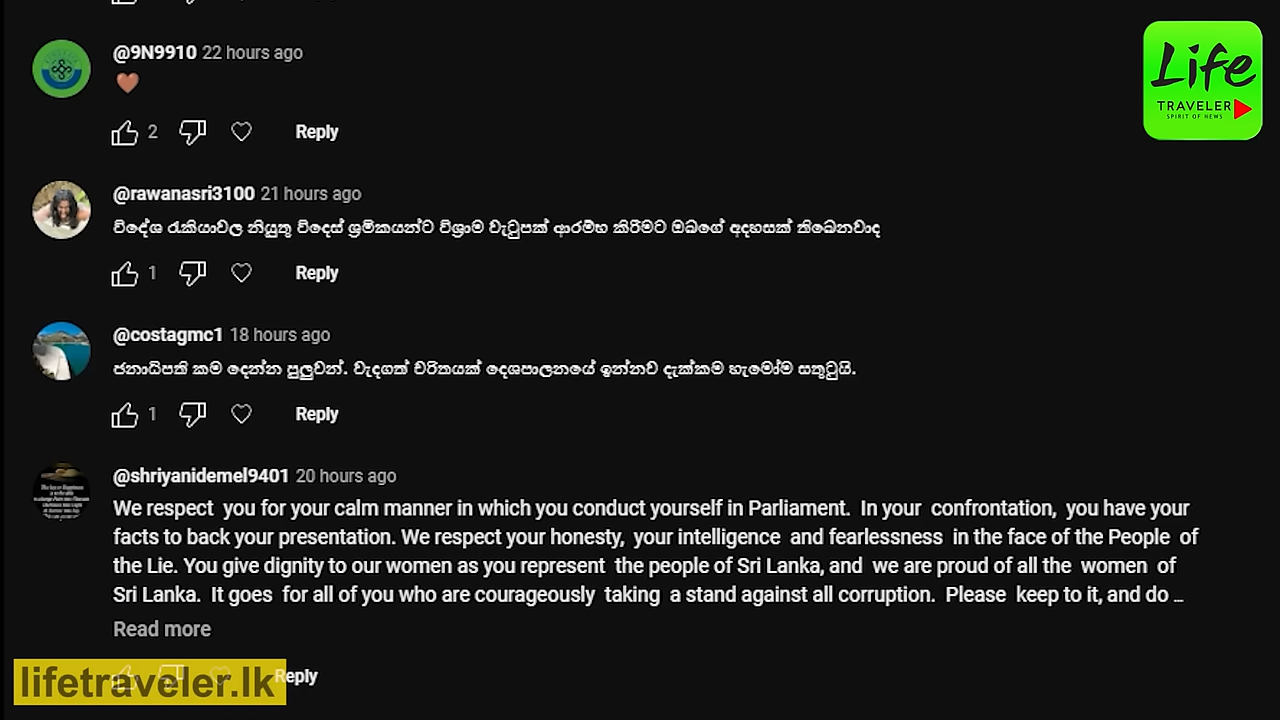 @9N9910 22 hours ago
🤎
2 Reply
Life
TRAVELER
SPIRIT OF NEWS
@rawanasri3100 21 hours ago
විදේශ රැකියාවල නියුතු විදෙස් ශ්‍රමිකයන්ට විශ්‍රාම වැටුපක් ආරම්භ කිරීමට ඔබගේ අදහසක් තිබෙනවාද
1 Reply
@costagmc1 18 hours ago
ජනාධිපති කම දෙන්න පුලුවන්. වැදගත් චරිතයක් දෙශපාලනයේ ඉන්නව දැක්කම හැමෝම සතුටුයි.
1 Reply
@shriyanidemel9401 20 hours ago
We respect you for your calm manner in which you conduct yourself in Parliament. In your confrontation, you have your
facts to back your presentation. We respect your honesty, your intelligence and fearlessness in the face of the People of
the Lie. You give dignity to our women as you represent the people of Sri Lanka, and we are proud of all the women of
Sri Lanka. It goes for all of you who are courageously taking a stand against all corruption. Please keep to it, and do ...
Read more
Reply
lifetraveler.lk